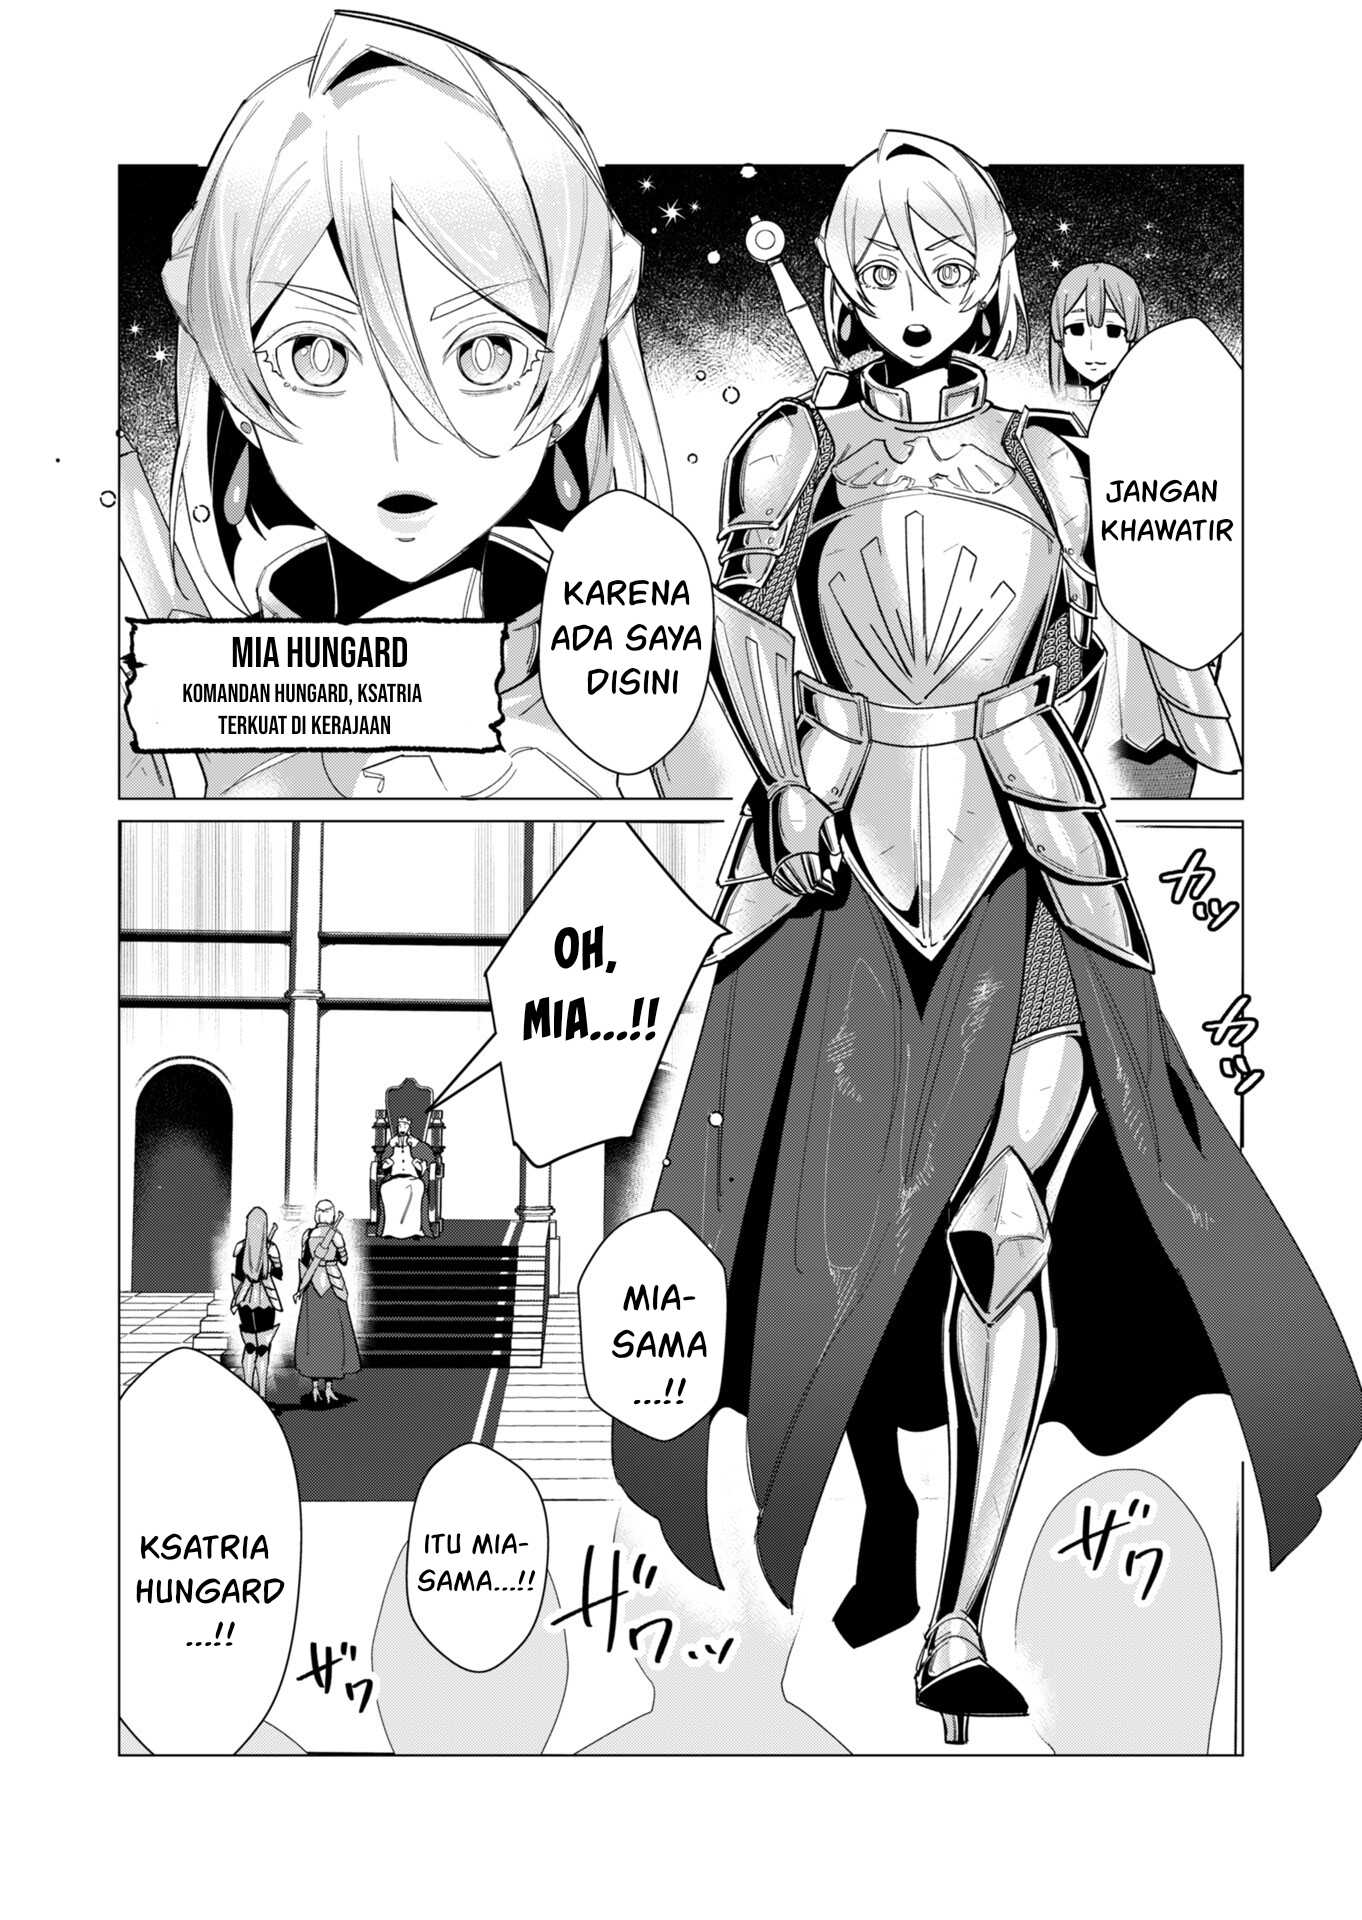 JANGAN
KHAWATIR
KARENA
ADA SAYA
DISINI
MIA HUNGARD
KOMANDAN HUNGARD, KSATRIA
TERKUAT DI KERAJAAN
カッ
カッ
OH,
MIA...!!
MIA-
SAMA
...!!
ITU MIA-
SAMA...!!
KSATRIA
HUNGARD
...!!
ザワ
ザワッ
ザワ